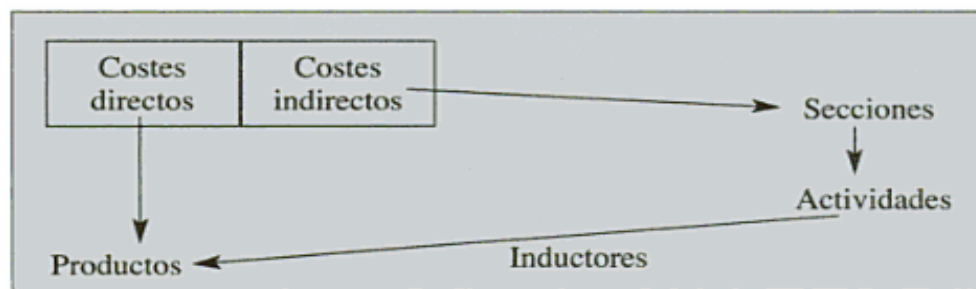 Costes
directos
Costes
indirectos
Secciones
Actividades
Inductores
Productos